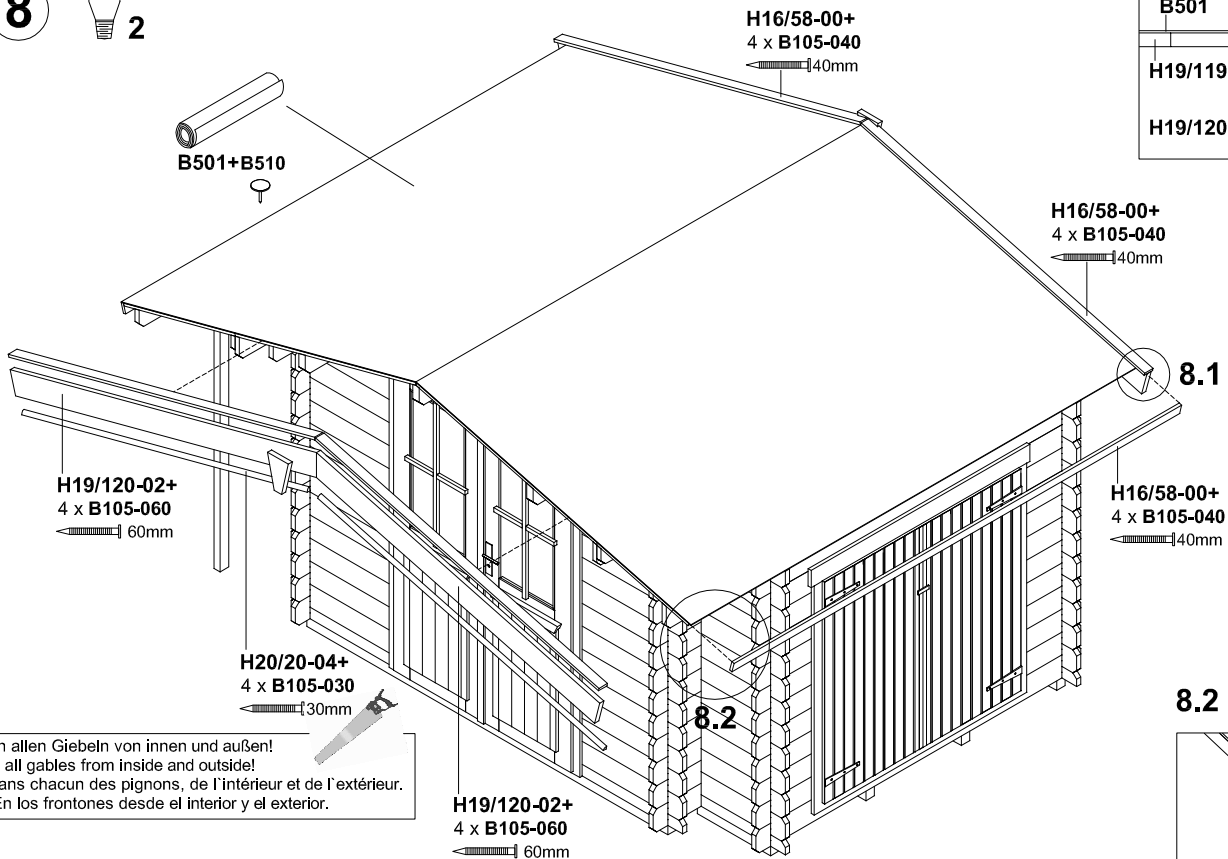 8
2
H16/58-00+
4 x B105-040
40mm
B501
H19/119
H19/120
B501+B510
H16/58-00+
4 x B105-040
40mm
8.1
H19/120-02+
4 x B105-060
60mm
H16/58-00+
4 x B105-040
40mm
H20/20-04+
4 x B105-030
30mm
8.2
8.2
allen Giebeln von innen und außen!
all gables from inside and outside!
chacun des pignons, de l`intérieur et de l`extérieur.
En los frontones desde el interior y el exterior.
H19/120-02+
4 x B105-060
60mm